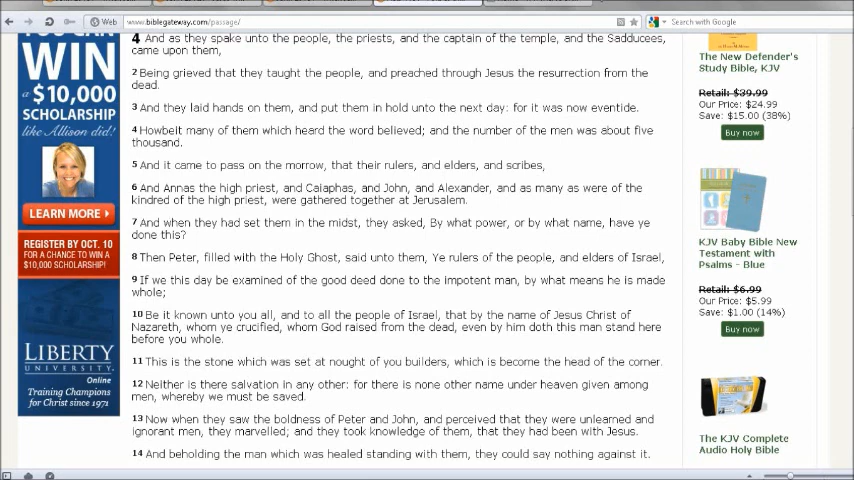 Web
www.biblegateway.com/passage/
Search with Google
YOU CAN
WIN
a $10,000
SCHOLARSHIP
like Allison did!
LEARN MORE
REGISTER BY OCT. 10
FOR A CHANCE TO WIN
A $10,000 SCHOLARSHIP!
LIBERTY
UNIVERSITY
Online
Training Champions
for Christ since 1971
4 And as they spake unto the people, the priests, and the captain of the temple, and the Sadducees,
came upon them,
2 Being grieved that they taught the people, and preached through Jesus the resurrection from the
dead.
3 And they laid hands on them, and put them in hold unto the next day: for it was now eventide.
4 Howbeit many of them which heard the word believed; and the number of the men was about five
thousand.
5 And it came to pass on the morrow, that their rulers, and elders, and scribes,
6 And Annas the high priest, and Caiaphas, and John, and Alexander, and as many as were of the
kindred of the high priest, were gathered together at Jerusalem.
7 And when they had set them in the midst, they asked, By what power, or by what name, have ye
done this?
8 Then Peter, filled with the Holy Ghost, said unto them, Ye rulers of the people, and elders of Israel,
9 If we this day be examined of the good deed done to the impotent man, by what means he is made
whole;
10 Be it known unto you all, and to all the people of Israel, that by the name of Jesus Christ of
Nazareth, whom ye crucified, whom God raised from the dead, even by him doth this man stand here
before you whole.
11 This is the stone which was set at nought of you builders, which is become the head of the corner.
12 Neither is there salvation in any other: for there is none other name under heaven given among
men, whereby we must be saved.
13 Now when they saw the boldness of Peter and John, and perceived that they were unlearned and
ignorant men, they marvelled; and they took knowledge of them, that they had been with Jesus.
14 And beholding the man which was healed standing with them, they could say nothing against it.
The New Defender's
Study Bible, KJV
Retail: $39.99
Our Price: $24.99
Save: $15.00 (38%)
Buy now
KJV Baby Bible New
Testament with
Psalms - Blue
Retail: $6.99
Our Price: $5.99
Save: $1.00 (14%)
Buy now
The KJV Complete
Audio Holy Bible